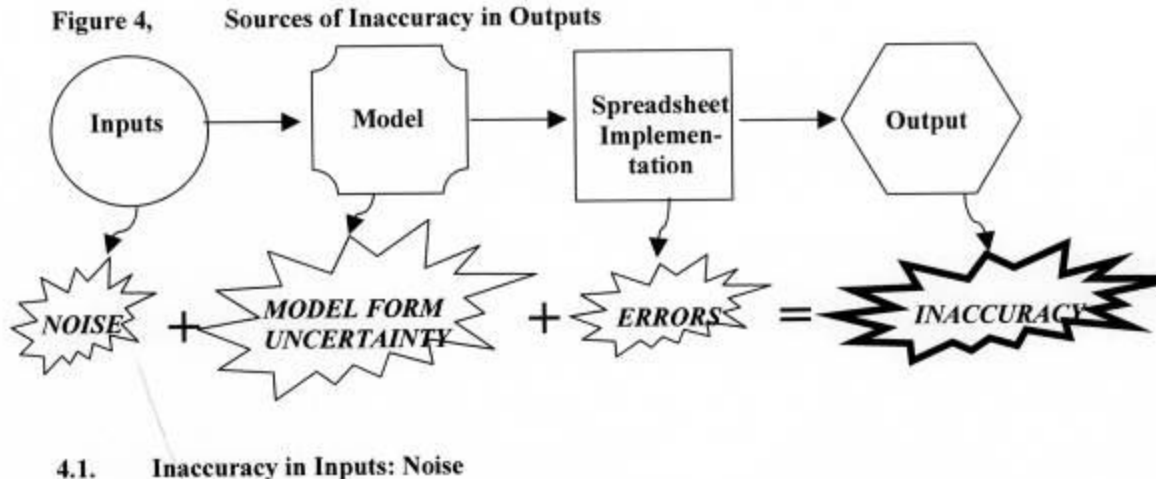 Figure 4, Sources of Inaccuracy in Outputs
Inputs
Model
Spreadsheet
Implemen-
tation
Output
NOISE
+
MODEL FORM
UNCERTAINTY
+
ERRORS
=
INACCURACY
4.1. Inaccuracy in Inputs: Noise